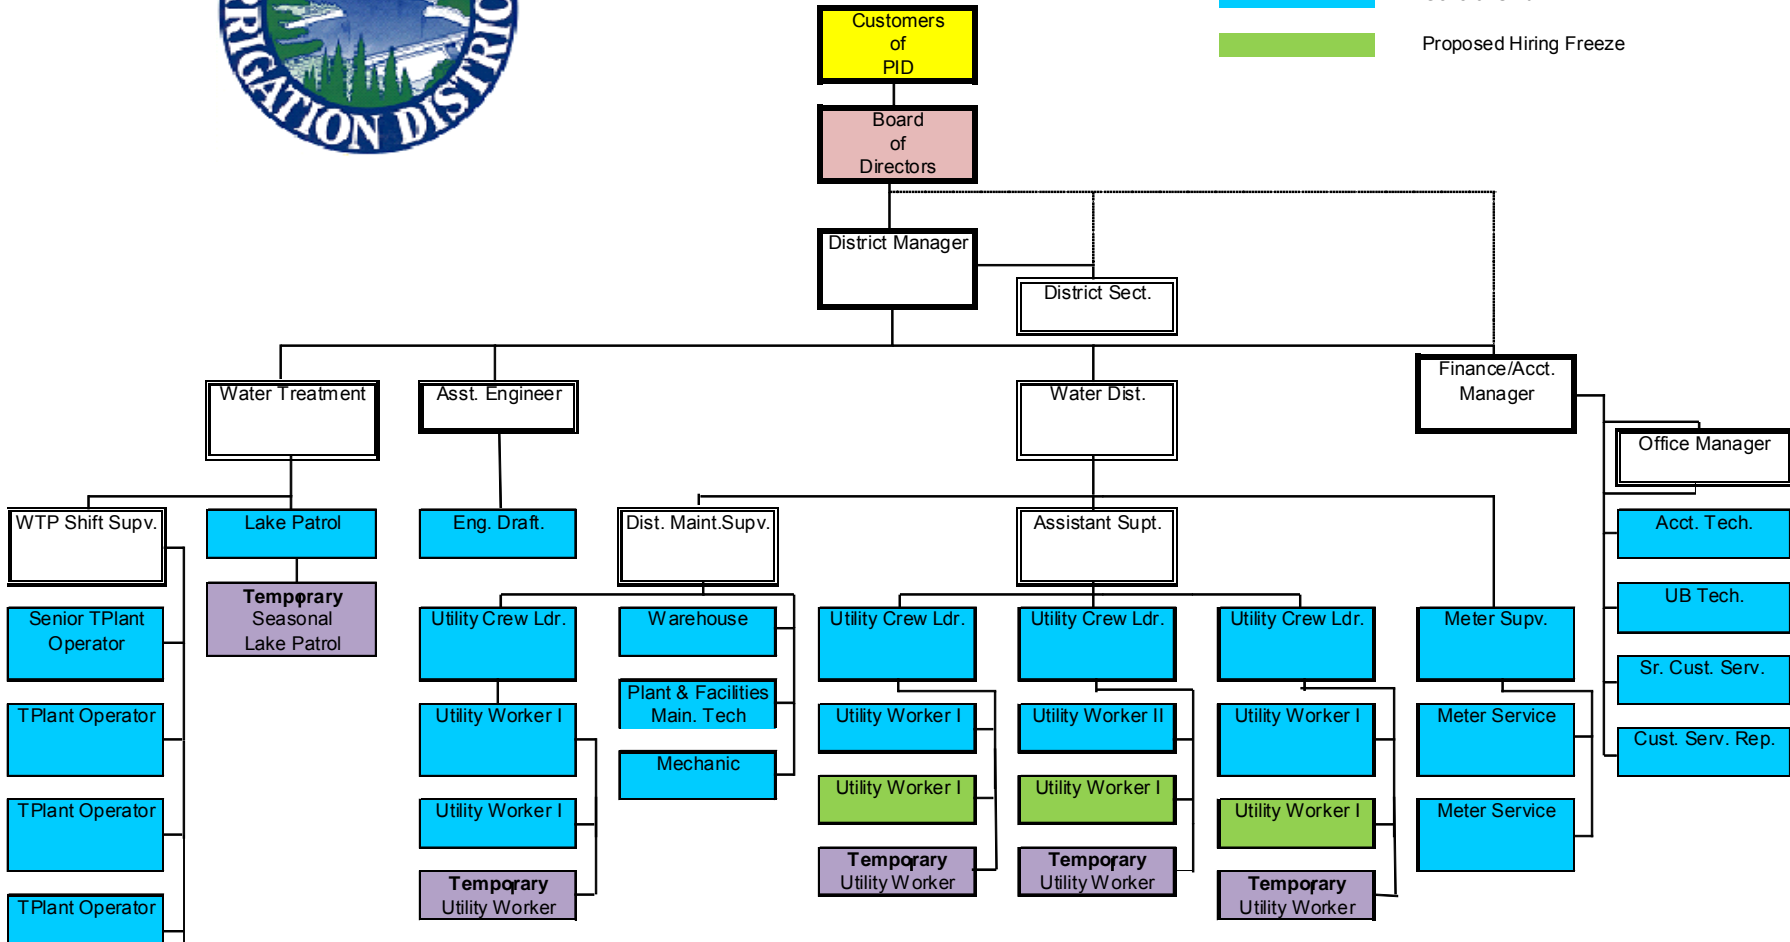 RRIGATION DISTRIC
Customers
of
PID
Proposed Hiring Freeze
Board
of
Directors
District Manager
District Sect.
Water Treatment
Asst. Engineer
Water Dist.
Finance/Acct.
Manager
Office Manager
WTP Shift Supv.
Lake Patrol
Eng. Draft.
Dist. Maint.Supv.
Assistant Supt.
Acct. Tech.
Temporary
Seasonal
Lake Patrol
UB Tech.
Senior TPlant
Operator
Utility Crew Ldr.
Warehouse
Utility Crew Ldr.
Utility Crew Ldr.
Utility Crew Ldr.
Meter Supv.
Sr. Cust. Serv.
Plant & Facilities
Main. Tech
TPlant Operator
Utility Worker I
Utility Worker I
Utility Worker II
Utility Worker I
Meter Service
Cust. Serv. Rep.
Mechanic
Utility Worker I
Utility Worker I
TPlant Operator
Utility Worker I
Utility Worker I
Meter Service
Temporary
Utility Worker
Temporary
Utility Worker
TPlant Operator
Temporary
Utility Worker
Temporary
Utility Worker